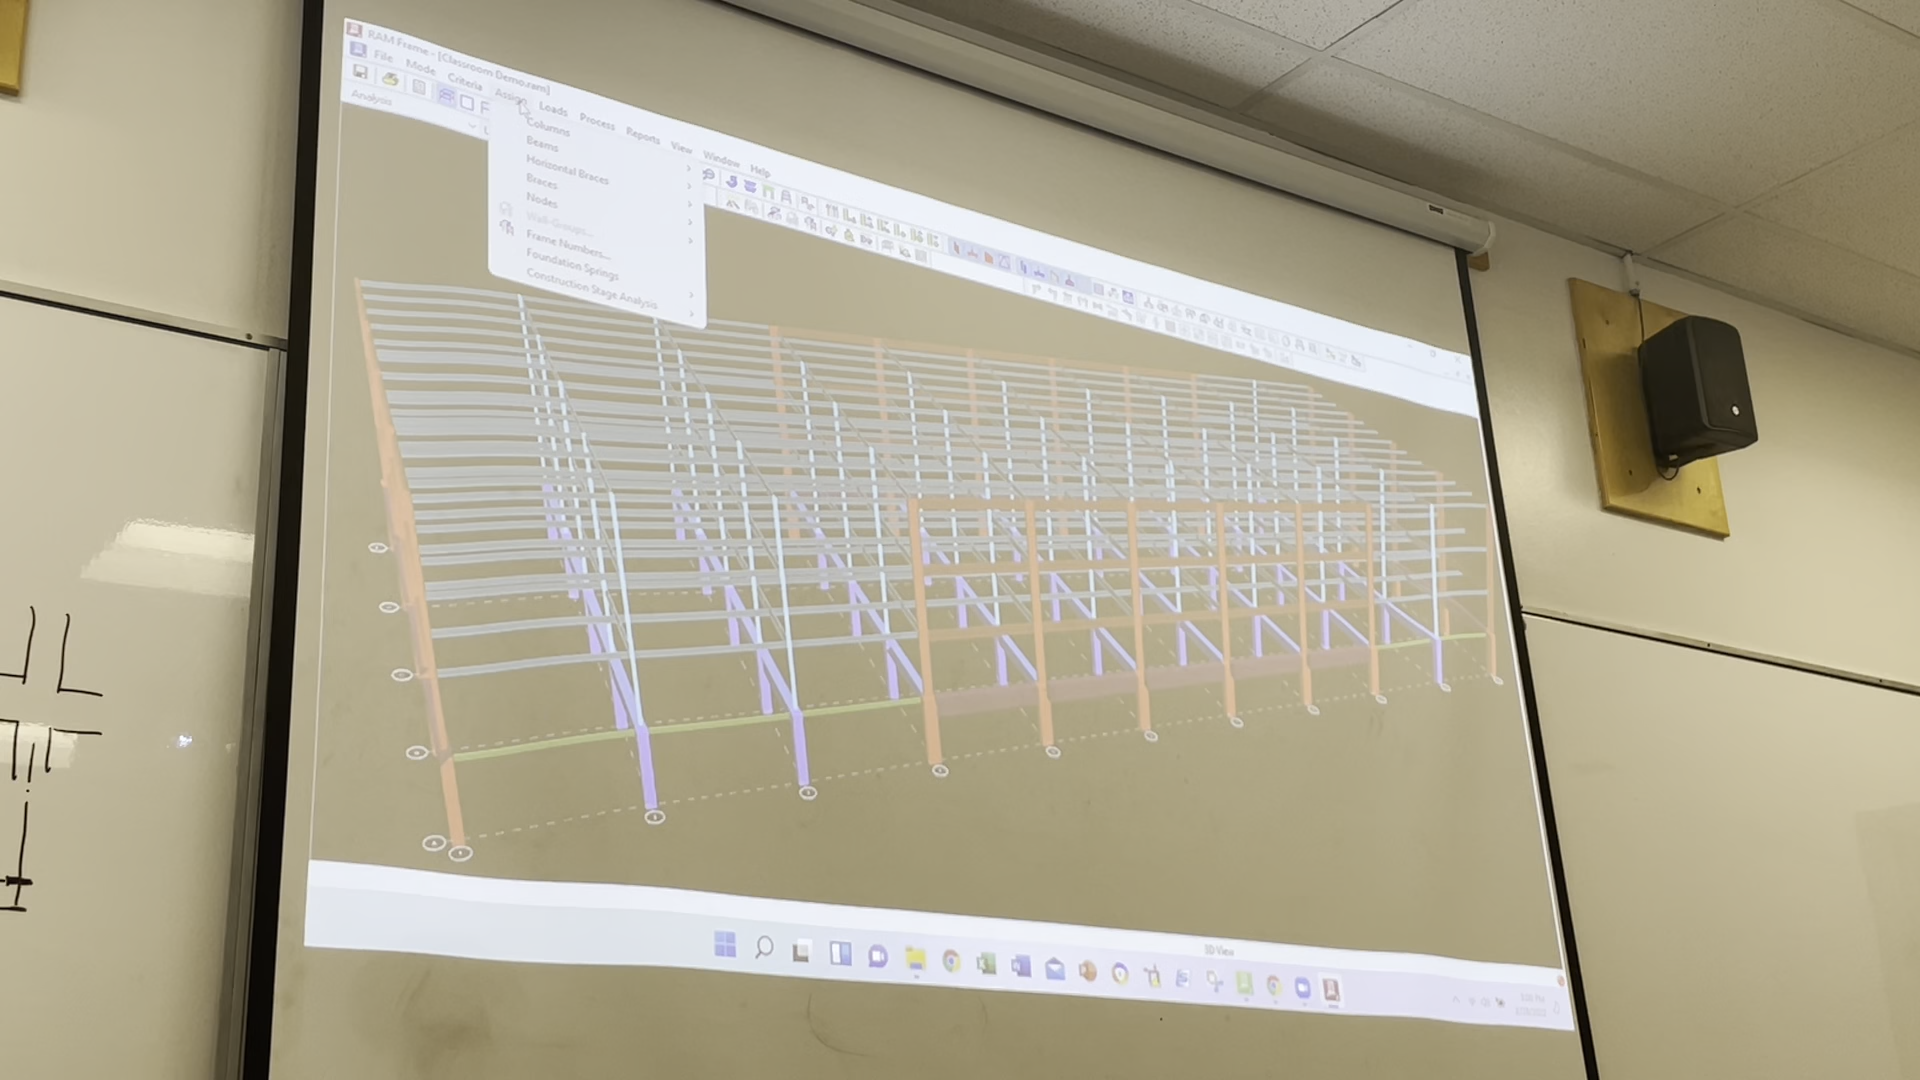 RAM Frame - [Classroom Demo.ram]
File Mode Criteria Assign Loads Process Reports View Window Help
Analysis
Columns
Beams
Horizontal Braces
Braces
Nodes
Wall-Groups...
Frame Numbers...
Foundation Springs
Construction Stage Analysis
3D View